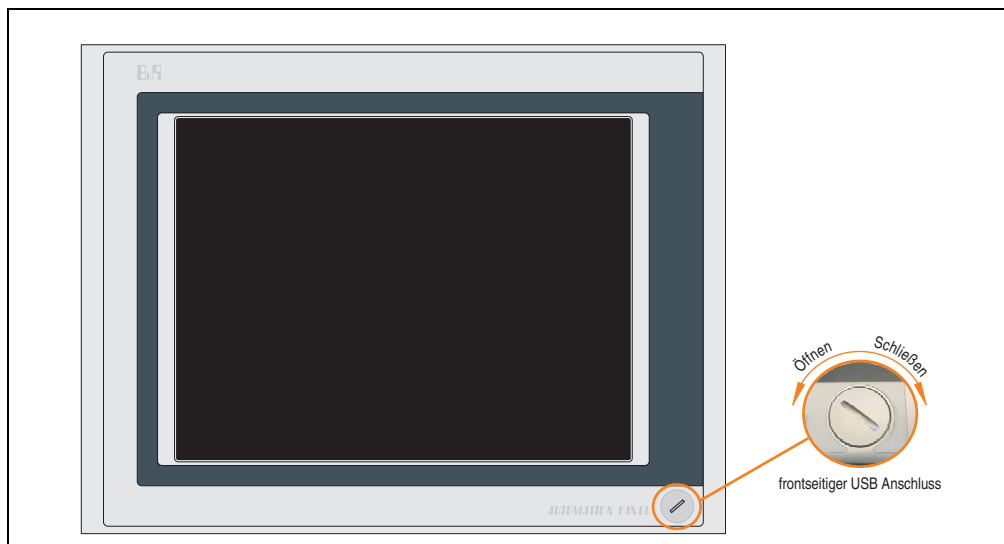 B&R
Öffnen
Schließen
frontseitiger USB Anschluss
AUTOMATION PANEL